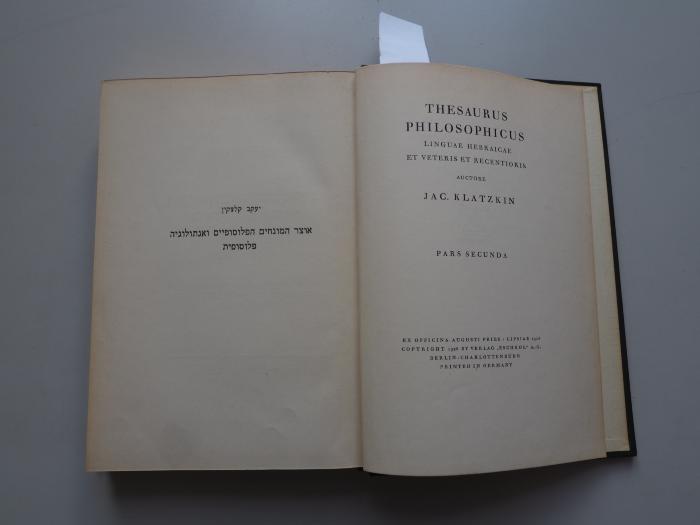 יעקב קלצקין
אוצר המונחים הפלוסופיים ואנתולוגיה
פלוסופית
THESAURUS
PHILOSOPHICUS
LINGUAE HEBRAICAE
ET VETERIS ET RECENTIORIS
AUCTORE
JAC. KLATZKIN
PARS SECUNDA
EX OFFICINA AUGUSTI PRIES · LIPSIAE
COPYRIGHT BY VERLAG „ESCHKOL“ A.-G.
BERLIN-CHARLOTTENBURG
PRINTED IN GERMANY